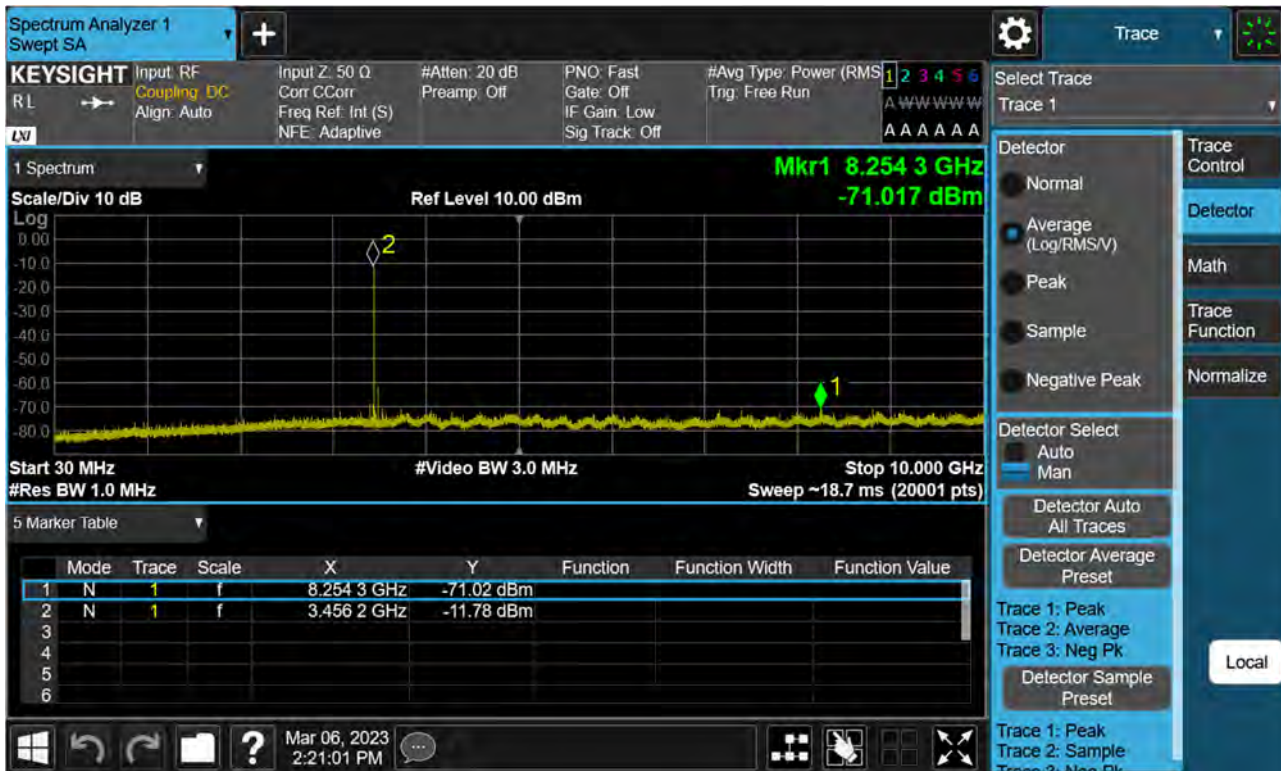 Spectrum Analyzer 1
Swept SA
+
Trace
KEYSIGHT
RL
LXI
Input: RF
Coupling: DC
Align: Auto
Input Z: 50 Ω
Corr CCorr
Freq Ref: Int (S)
NFE: Adaptive
#Atten: 20 dB
Preamp: Off
PNO: Fast
Gate: Off
IF Gain: Low
Sig Track: Off
#Avg Type: Power (RMS
Trig: Free Run
1 2 3 4 5 6
A W W W W W
A A A A A A
Select Trace
Trace 1
1 Spectrum
Mkr1 8.254 3 GHz
-71.017 dBm
Scale/Div 10 dB
Ref Level 10.00 dBm
Log
0.00
-10.0
-20.0
-30.0
-40.0
-50.0
-60.0
-70.0
-80.0
2
1
Start 30 MHz
#Video BW 3.0 MHz
Stop 10.000 GHz
#Res BW 1.0 MHz
Sweep ~18.7 ms (20001 pts)
5 Marker Table
Mode Trace Scale X Y Function Function Width Function Value
1 N 1 f 8.254 3 GHz -71.02 dBm
2 N 1 f 3.456 2 GHz -11.78 dBm
3
4
5
6
Detector
Normal
Average
(Log/RMS/V)
Peak
Sample
Negative Peak
Detector Select
Auto
Man
Detector Auto
All Traces
Detector Average
Preset
Trace 1: Peak
Trace 2: Average
Trace 3: Neg Pk
Detector Sample
Preset
Trace 1: Peak
Trace 2: Sample
Trace 3: Neg Pk
Trace
Control
Detector
Math
Trace
Function
Normalize
Local
?
Mar 06, 2023
2:21:01 PM